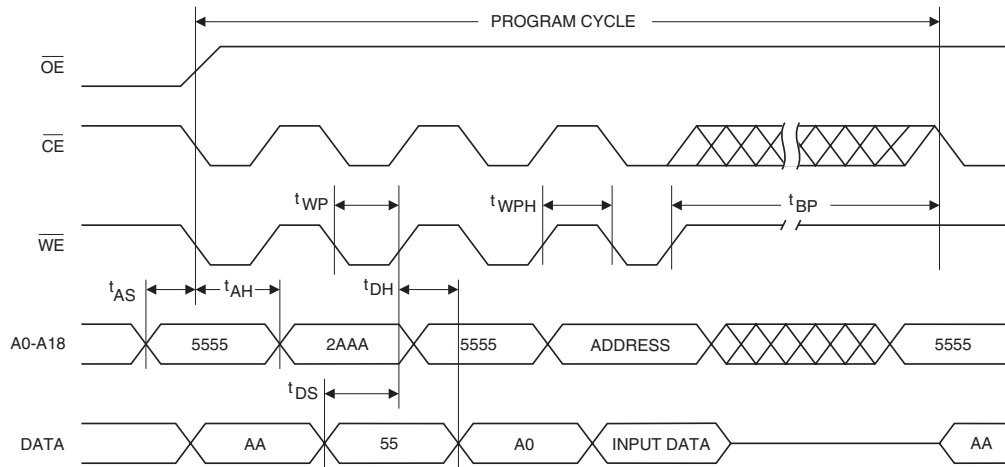 PROGRAM CYCLE
OE
CE
tWP tWPH tBP
WE
tAS tAH tDH
A0-A18 5555 2AAA 5555 ADDRESS 5555
tDS
DATA AA 55 A0 INPUT DATA AA